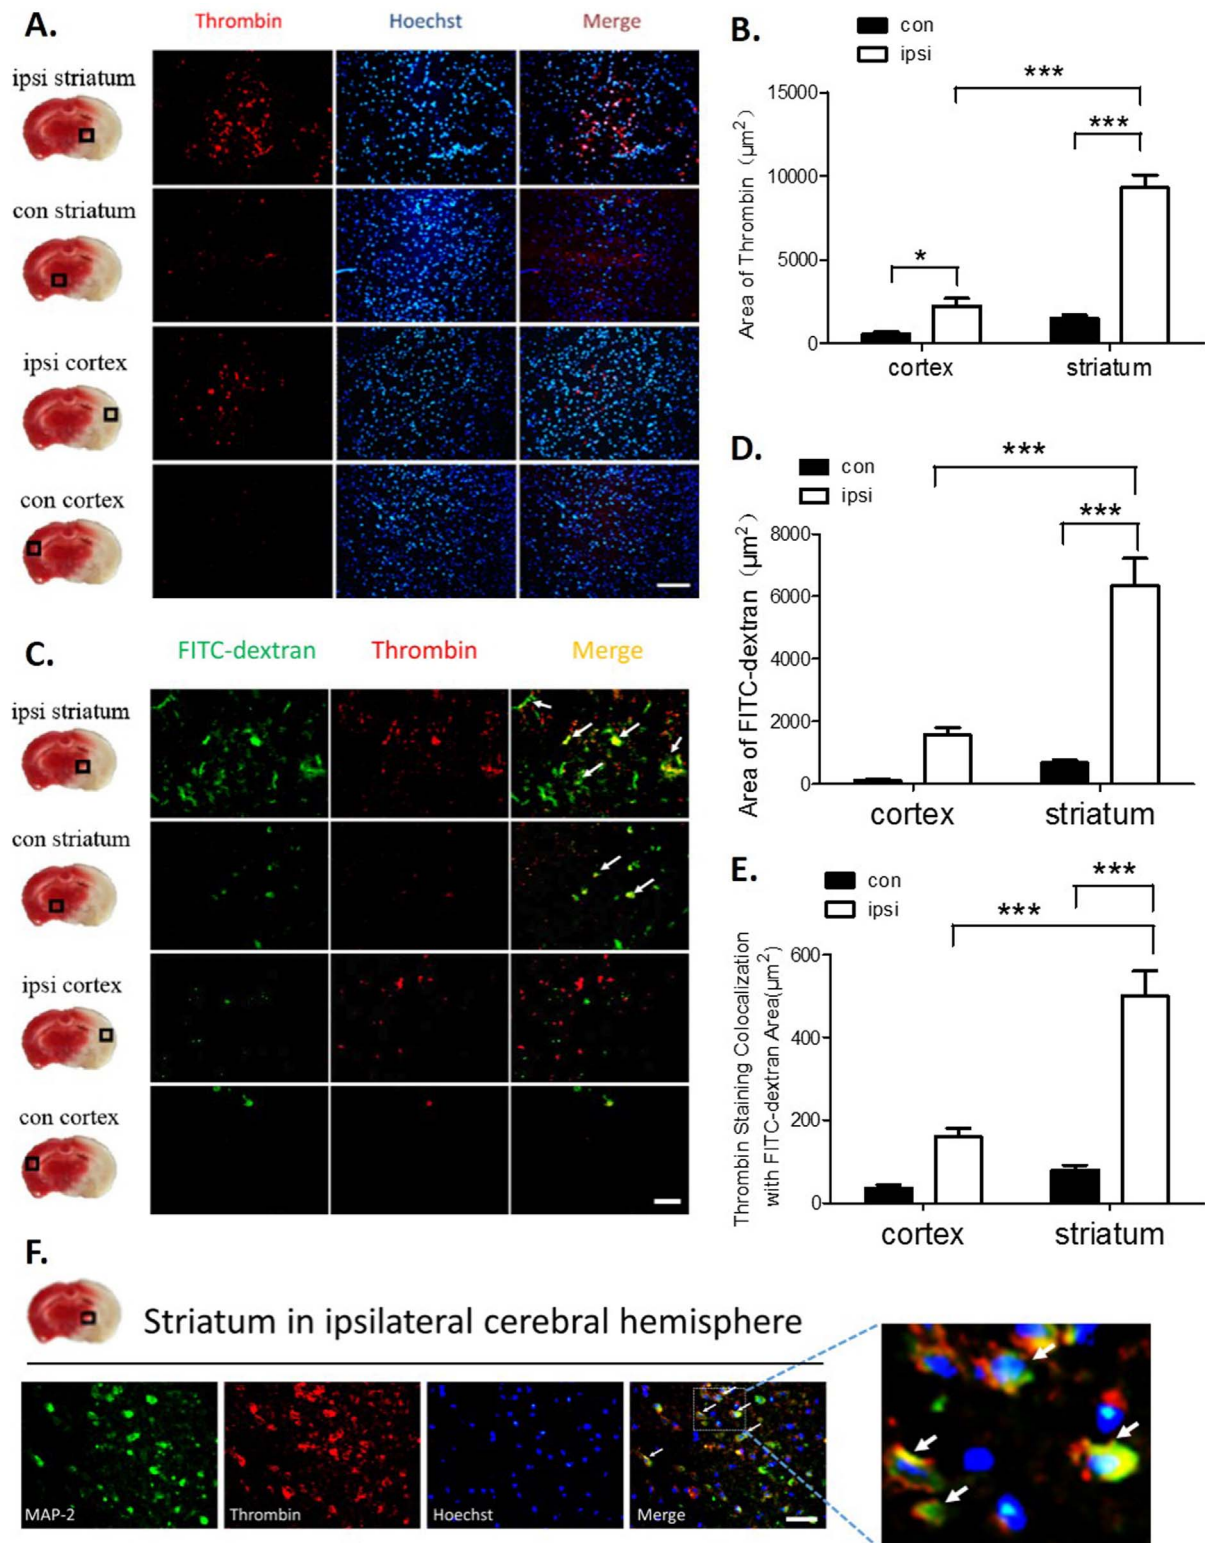 A.
Thrombin
Hoechst
Merge
ipsi striatum
con striatum
ipsi cortex
con cortex
B.
con
ipsi
***
***
*
15000
10000
5000
0
Area of Thrombin (µm²)
cortex
striatum
C.
FITC-dextran
Thrombin
Merge
ipsi striatum
con striatum
ipsi cortex
con cortex
D.
con
ipsi
***
***
8000
6000
4000
2000
0
Area of FITC-dextran (µm²)
cortex
striatum
E.
con
ipsi
***
***
600
400
200
0
Thrombin Staining Colocalization
with FITC-dextran Area(µm²)
cortex
striatum
F.
Striatum in ipsilateral cerebral hemisphere
MAP-2
Thrombin
Hoechst
Merge